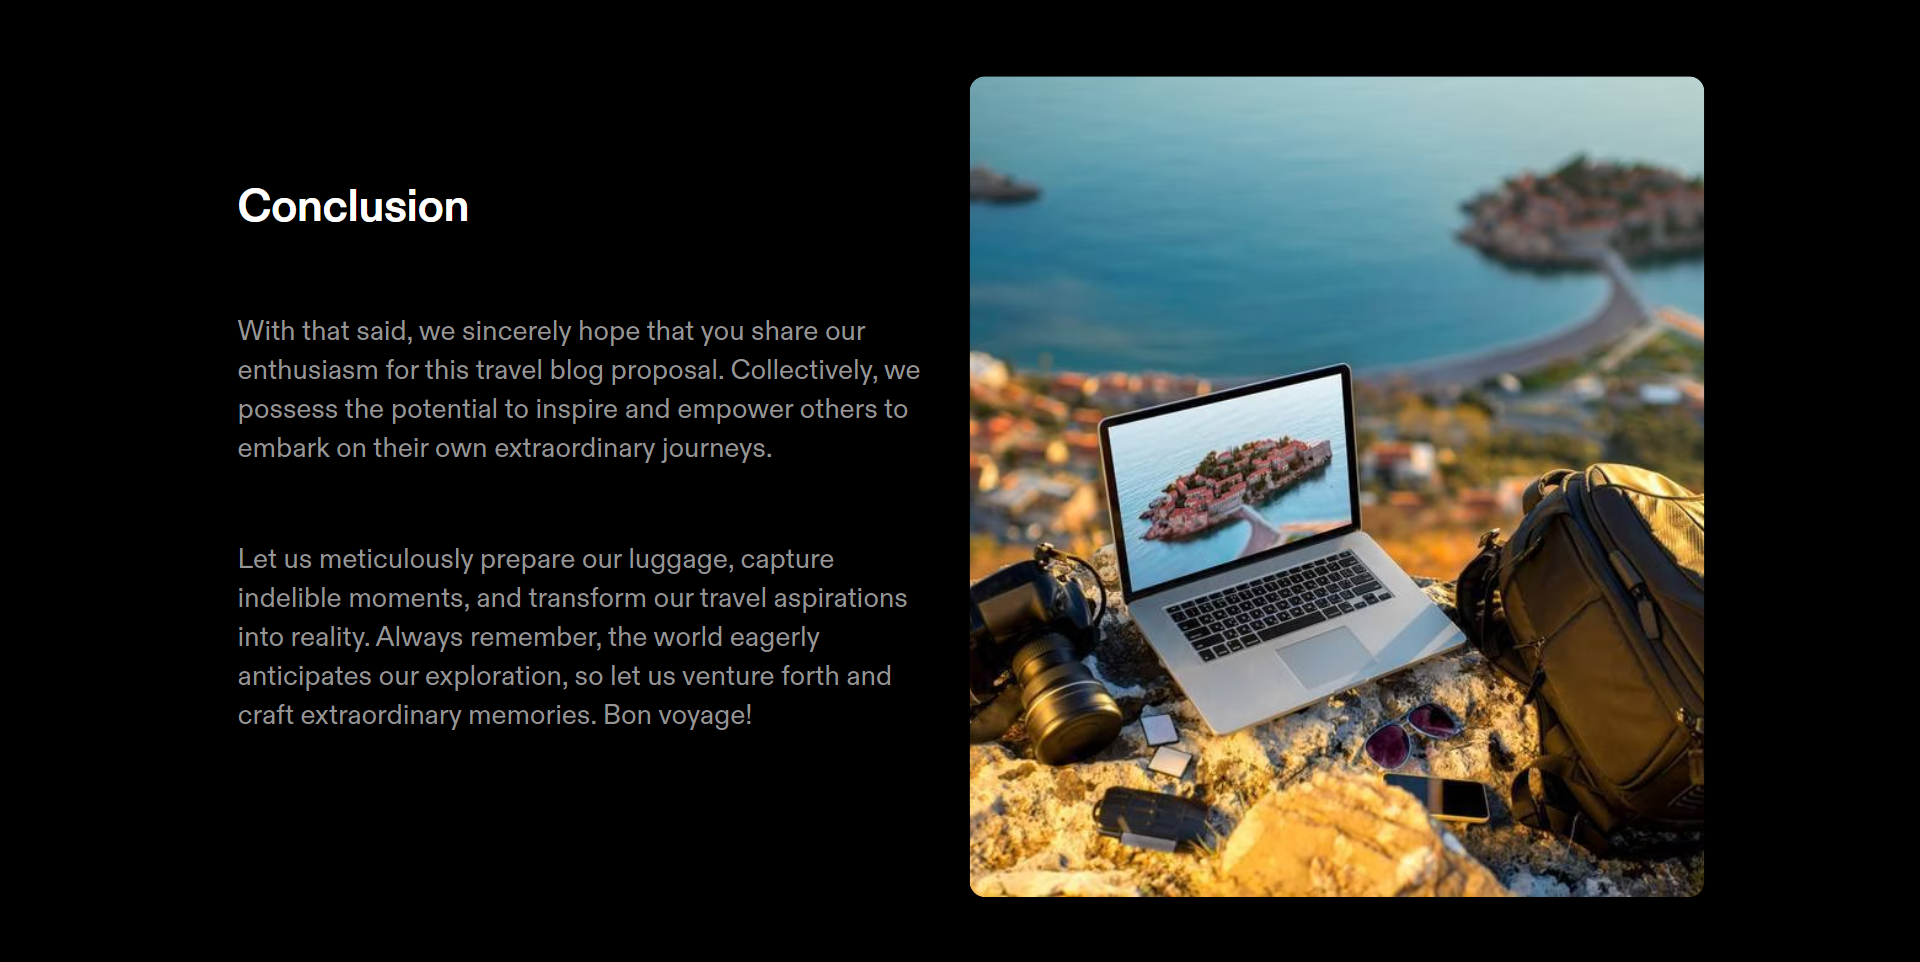 Conclusion
With that said, we sincerely hope that you share our
enthusiasm for this travel blog proposal. Collectively, we
possess the potential to inspire and empower others to
embark on their own extraordinary journeys.
Let us meticulously prepare our luggage, capture
indelible moments, and transform our travel aspirations
into reality. Always remember, the world eagerly
anticipates our exploration, so let us venture forth and
craft extraordinary memories. Bon voyage!